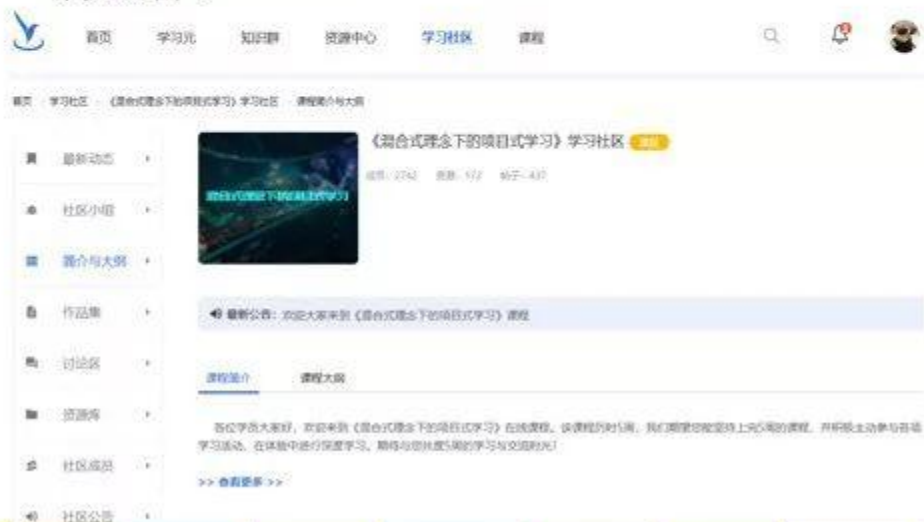 首页 学习元 知识群 资源中心 学习社区 课程
首页 学习社区 《混合式理念下的项目式学习》学习社区 课程简介与大纲
最新动态
社区小组
简介与大纲
作品集
讨论区
资源库
社区成员
社区公告
《混合式理念下的项目式学习》学习社区
成员：2742 资源：172 帖子：437
混合式理念下的项目式学习
最新公告：欢迎大家来到《混合式理念下的项目式学习》课程
课程简介 课程大纲
各位学员大家好，欢迎来到《混合式理念下的项目式学习》在线课程。该课程历时5周，我们期望您能坚持上完5周的课程，并积极主动参与各项
学习活动，在体验中进行深度学习。期待与您共度5周的学习与交流时光！
>> 查看更多 >>